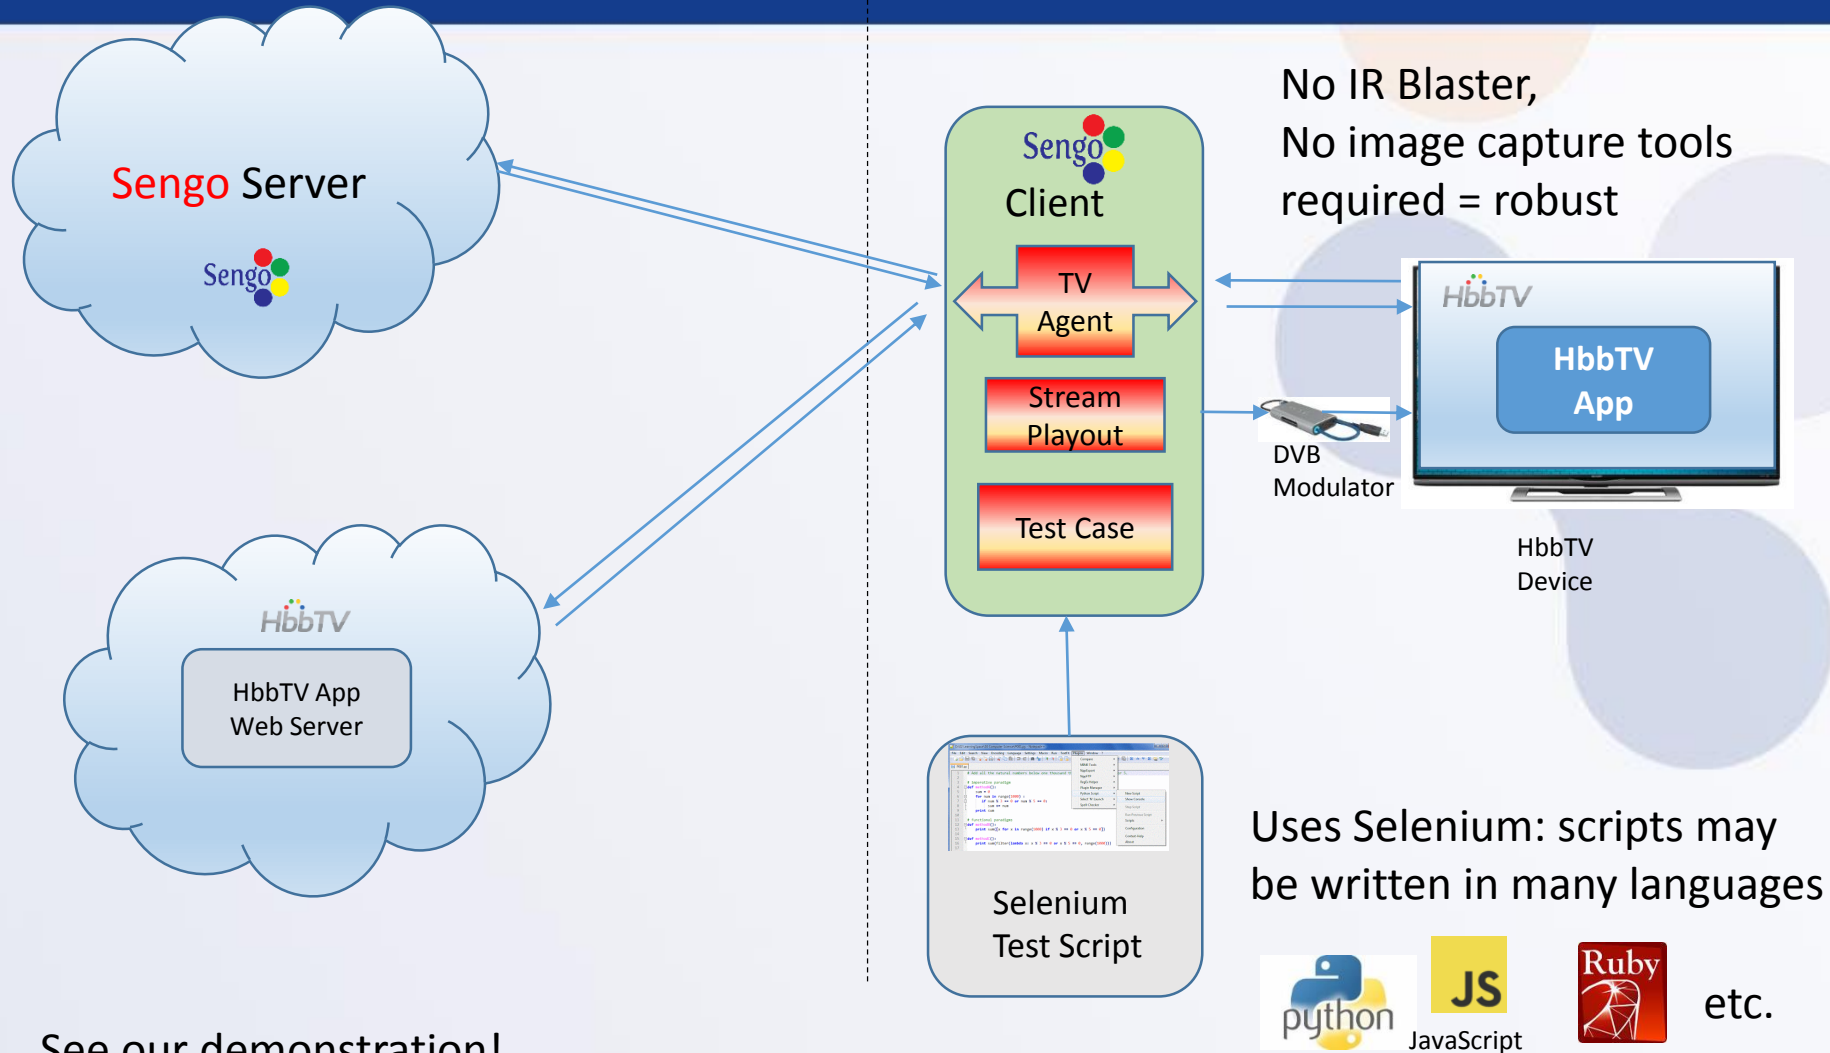 Sengo Server
Sengo
HbbTV
HbbTV App
Web Server
See our demonstration!
Sengo
Client
TV
Agent
Stream
Playout
Test Case
Selenium
Test Script
No IR Blaster,
No image capture tools
required = robust
HbbTV
HbbTV
App
DVB
Modulator
HbbTV
Device
Uses Selenium: scripts may
be written in many languages
python
JS
JavaScript
Ruby
etc.